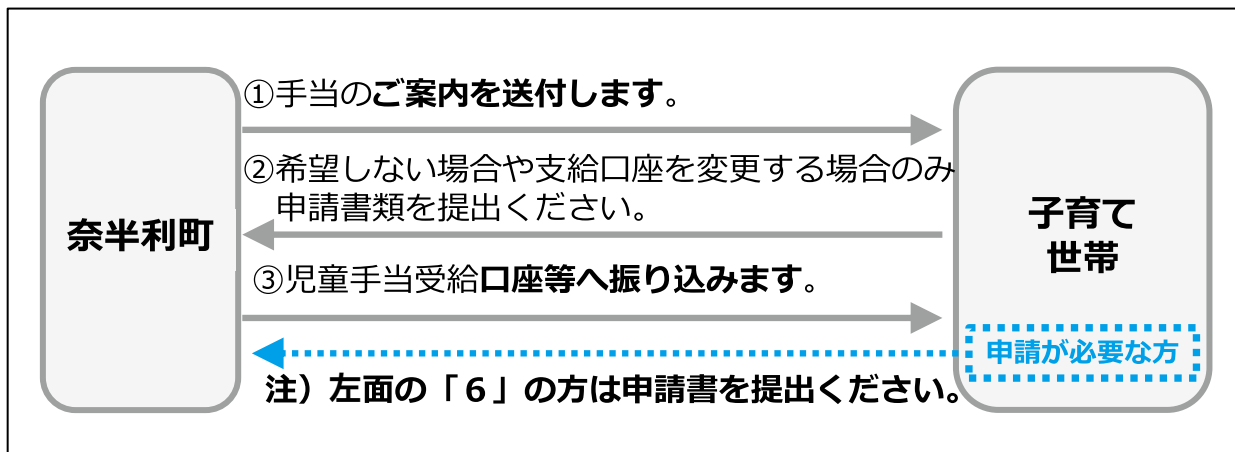 ①手当のご案内を送付します。
②希望しない場合や支給口座を変更する場合のみ
申請書類を提出ください。
奈半利町
子育て
世帯
③児童手当受給口座等へ振り込みます。
申請が必要な方
注）左面の「６」の方は申請書を提出ください。